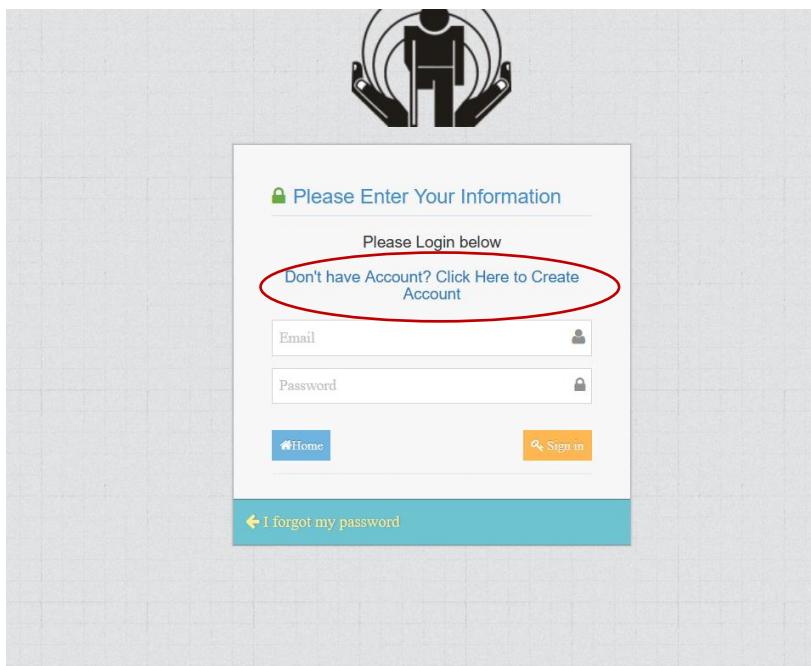 Please Enter Your Information
Please Login below
Don't have Account? Click Here to Create
Account
Email
Password
Home
Sign in
I forgot my password